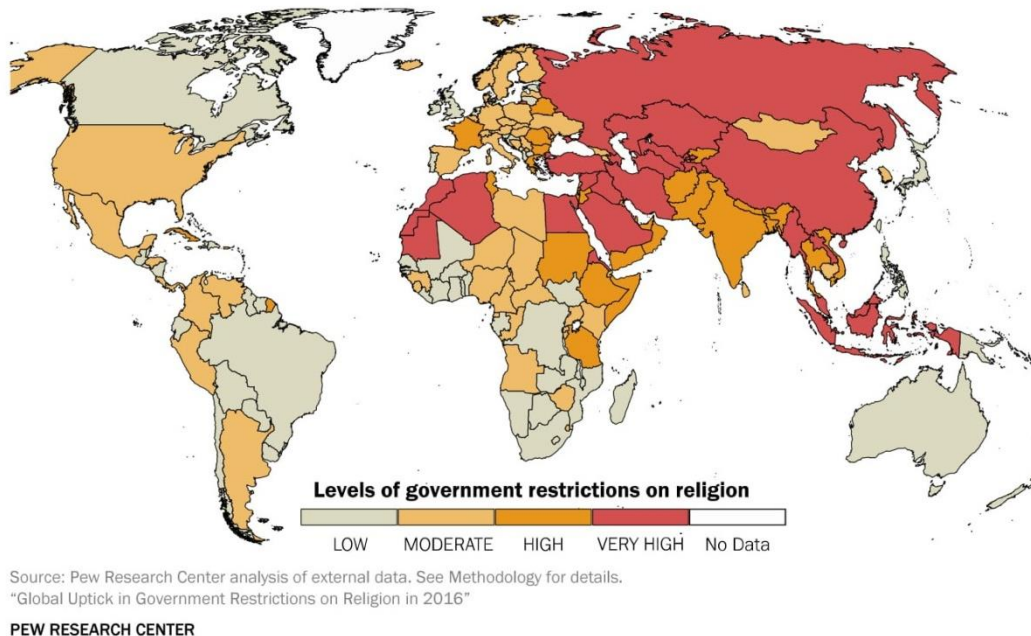 Levels of government restrictions on religion
LOW MODERATE HIGH VERY HIGH No Data
Source: Pew Research Center analysis of external data. See Methodology for details.
“Global Uptick in Government Restrictions on Religion in 2016”
PEW RESEARCH CENTER